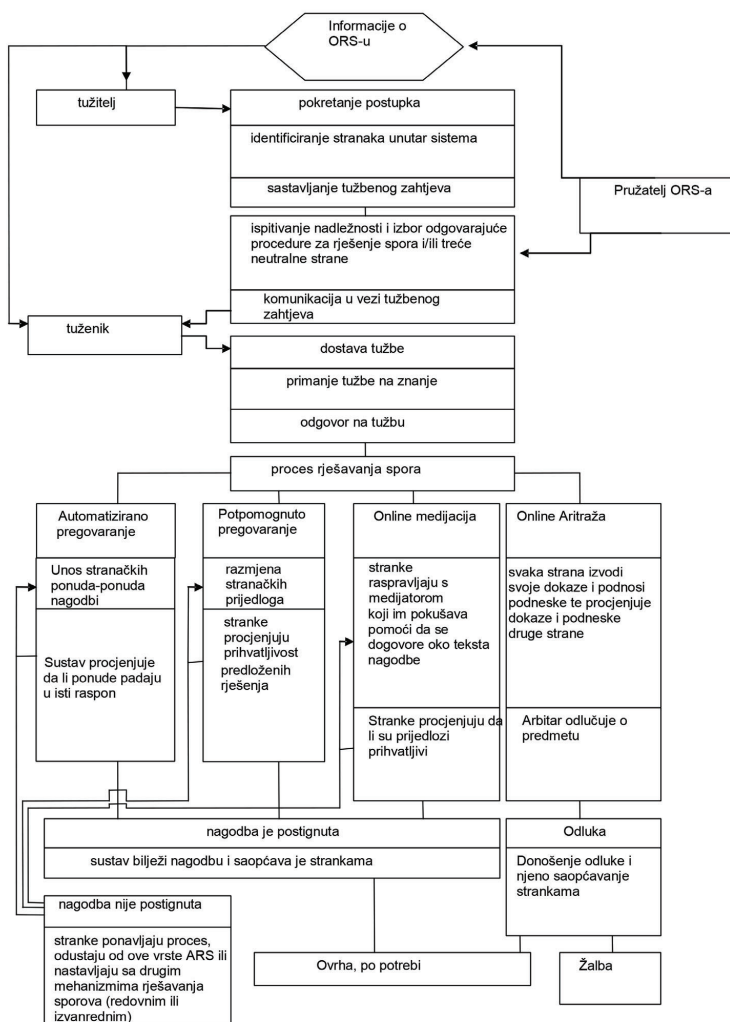 Informacije o
ORS-u
tužitelj
pokretanje postupka
identificiranje stranaka unutar sistema
sastavljanje tužbenog zahtjeva
Pružatelj ORS-a
ispitivanje nadležnosti i izbor odgovarajuće
procedure za rješenje spora i/ili treće
neutralne strane
komunikacija u vezi tužbenog
zahtjeva
tuženik
dostava tužbe
primanje tužbe na znanje
odgovor na tužbu
proces rješavanja spora
Automatizirano
pregovaranje
Unos stranačkih
ponuda-ponuda
nagodbi
Sustav procjenjuje
da li ponude padaju
u isti raspon
Potpomognuto
pregovaranje
razmjena
stranačkih
prijedloga
stranke
procjenjuju
prihvatljivost
predloženih
rješenja
Online medijacija
stranke
raspravljaju s
medijatorom
koji im pokušava
pomoći da se
dogovore oko teksta
nagodbe
Stranke procjenjuju da
li su prijedlozi
prihvatljivi
Online Aritraža
svaka strana izvodi
svoje dokaze i podnosi
podneske te procjenjuje
dokaze i podneske
druge strane
Arbitar odlučuje o
predmetu
nagodba je postignuta
sustav bilježi nagodbu i saopćava je strankama
Odluka
Donošenje odluke i
njeno saopćavanje
strankama
nagodba nije postignuta
stranke ponavljaju proces,
odustaju od ove vrste ARS ili
nastavljaju sa drugim
mehanizmima rješavanja
sporova (redovnim ili
izvanrednim)
Ovrha, po potrebi
Žalba